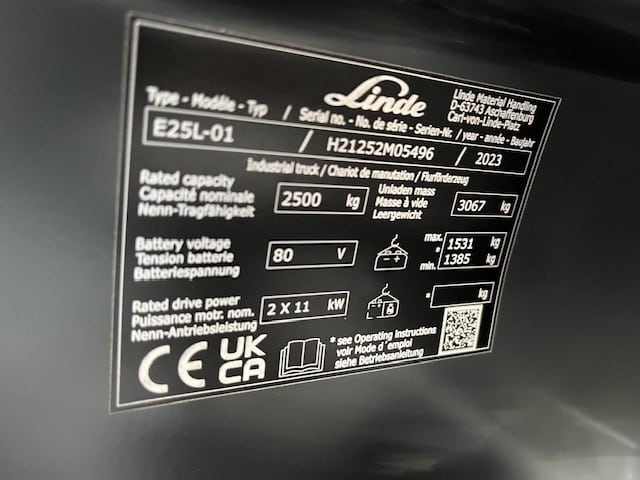 Linde
Linde Material Handling
D-63743 Aschaffenburg
Carl-von-Linde-Platz
Type - Modèle - Typ / Serial no. - No. de série - Serien-Nr. / year - année - Baujahr
E25L-01 / H21252M05496 / 2023
Industrial truck / Chariot de manutation / Flurförderzeug
Rated capacity
Capacité nominale
Nenn-Tragfähigkeit
2500 kg
Unladen mass
Masse à vide
Leergewicht
3067 kg
Battery voltage
Tension batterie
Batteriespannung
80 V
max. 1531 kg
*
min. 1385 kg
Rated drive power
Puissance motr. nom.
Nenn-Antriebsleistung
2 X 11 kW
* kg
CE
UK
CA
* see Operating Instructions
voir Mode d´emploi
siehe Betriebsanleitung